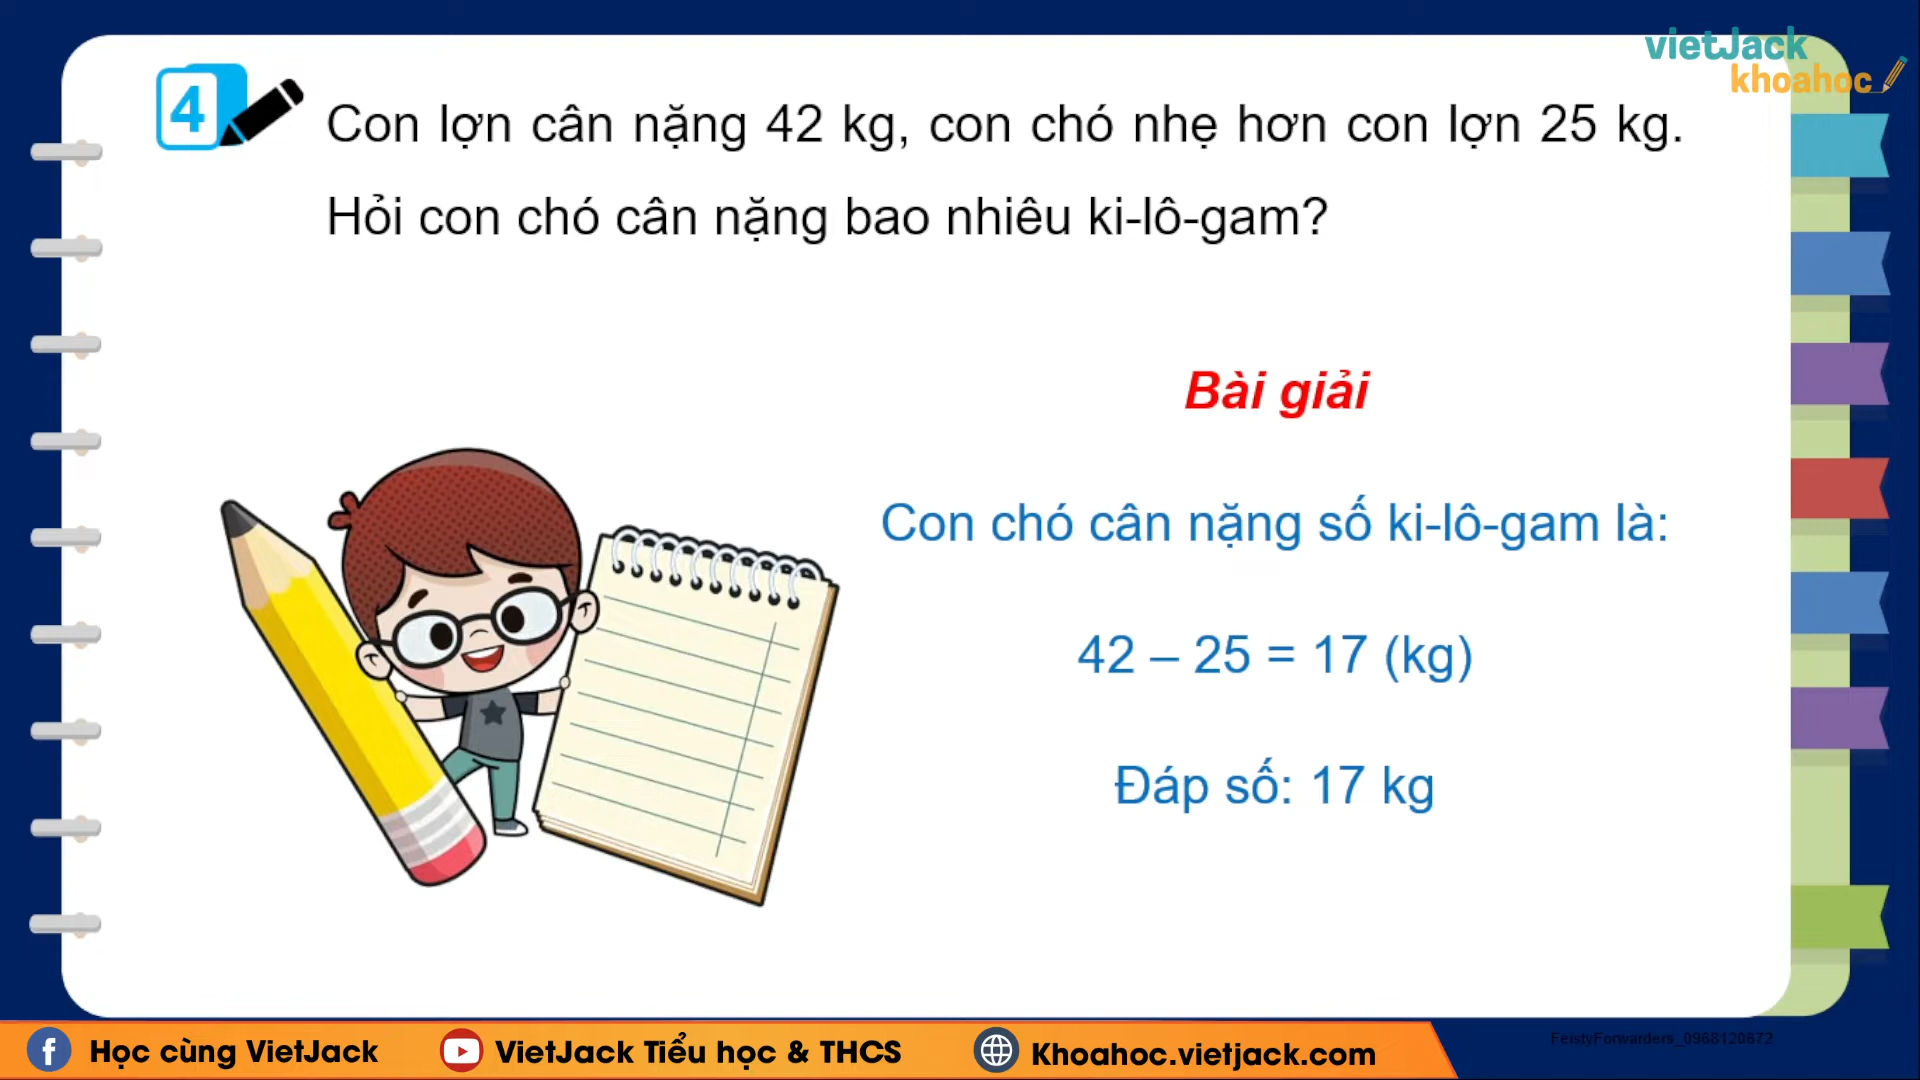 vietJack
khoahoc
4
Con lợn cân nặng 42 kg, con chó nhẹ hơn con lợn 25 kg.
Hỏi con chó cân nặng bao nhiêu ki-lô-gam?
Bài giải
Con chó cân nặng số ki-lô-gam là:
42 – 25 = 17 (kg)
Đáp số: 17 kg
Học cùng VietJack
VietJack Tiểu học & THCS
Khoahoc.vietjack.com
FeistyForwarders_0968120672